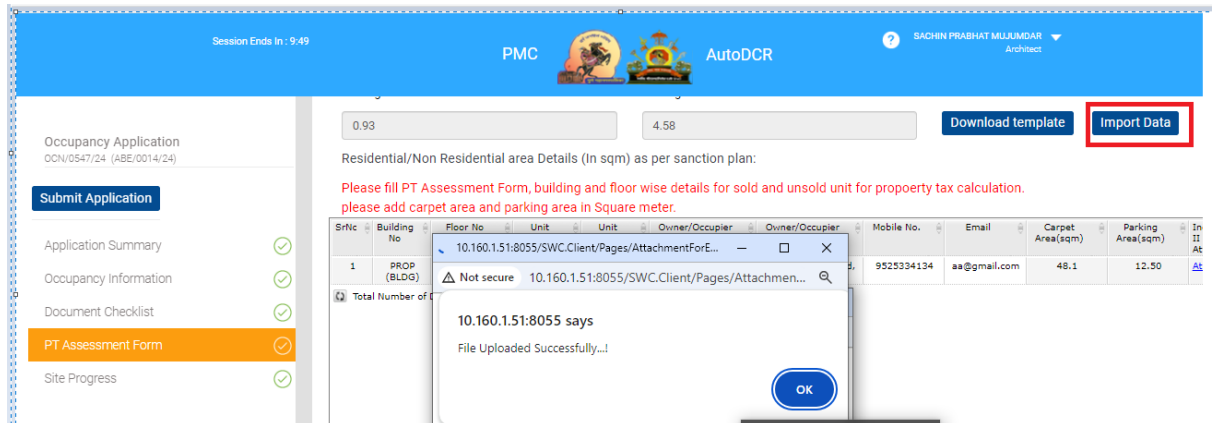 Session Ends In : 9:49
PMC
AutoDCR
?
SACHIN PRABHAT MUJUMDAR
Architect
Occupancy Application
OCN/0547/24 (ABE/0014/24)
Submit Application
Application Summary
Occupancy Information
Document Checklist
PT Assessment Form
Site Progress
0.93
4.58
Download template
Import Data
Residential/Non Residential area Details (In sqm) as per sanction plan:
Please fill PT Assessment Form, building and floor wise details for sold and unsold unit for propoerty tax calculation.
please add carpet area and parking area in Square meter.
SrNc Building No Floor No Unit Unit Owner/Occupier Owner/Occupier Mobile No. Email Carpet Area(sqm) Parking Area(sqm)
1 PROP (BLDG) 9525334134 aa@gmail.com 48.1 12.50
Total Number of
10.160.1.51:8055/SWC.Client/Pages/AttachmentForE...
Not secure 10.160.1.51:8055/SWC.Client/Pages/Attachmen...
10.160.1.51:8055 says
File Uploaded Successfully...!
OK